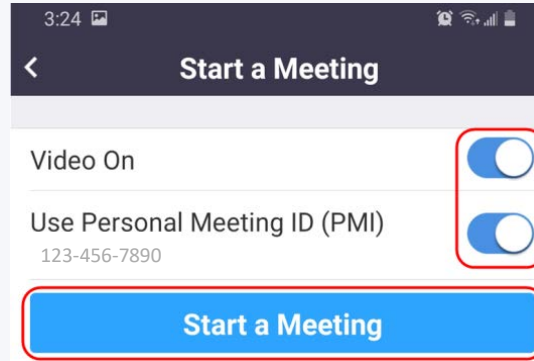 3:24
Start a Meeting
Video On
Use Personal Meeting ID (PMI)
123-456-7890
Start a Meeting